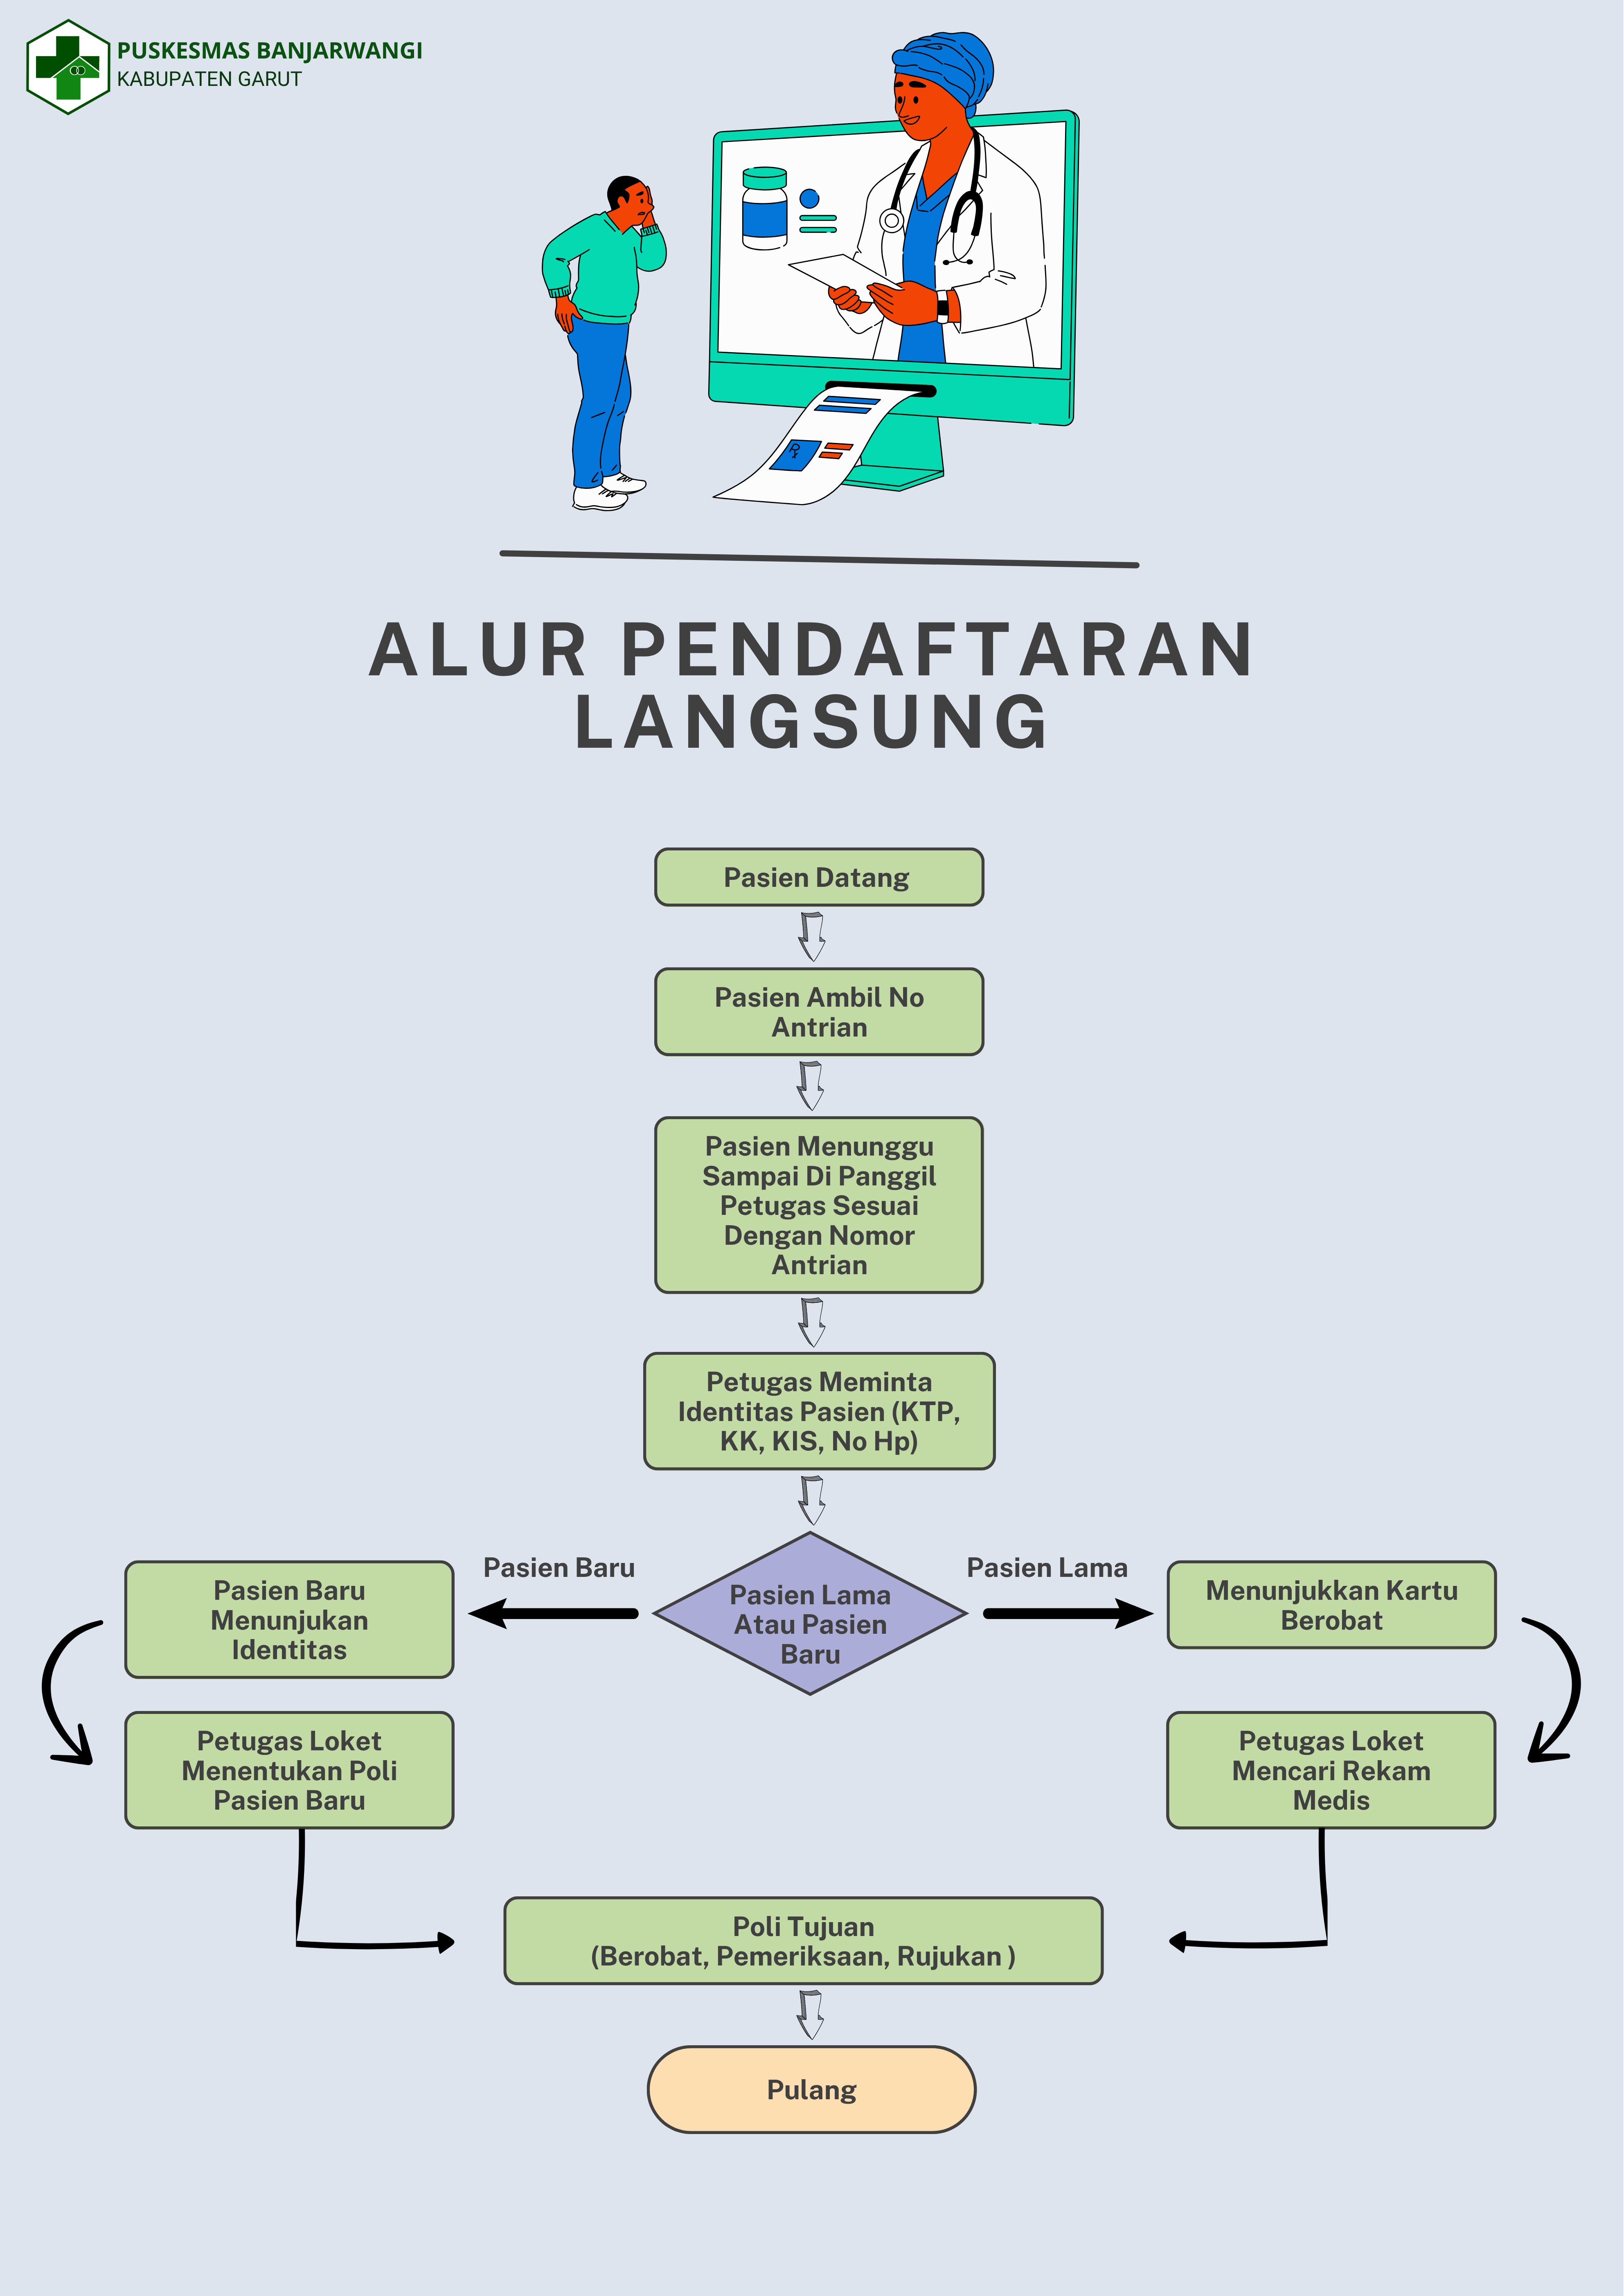 PUSKESMAS BANJARWANGI
KABUPATEN GARUT
ALUR PENDAFTARAN
LANGSUNG
Pasien Datang
Pasien Ambil No
Antrian
Pasien Menunggu
Sampai Di Panggil
Petugas Sesuai
Dengan Nomor
Antrian
Petugas Meminta
Identitas Pasien (KTP,
KK, KIS, No Hp)
Pasien Lama
Atau Pasien
Baru
Pasien Baru
Pasien Baru
Menunjukan
Identitas
Petugas Loket
Menentukan Poli
Pasien Baru
Pasien Lama
Menunjukkan Kartu
Berobat
Petugas Loket
Mencari Rekam
Medis
Poli Tujuan
(Berobat, Pemeriksaan, Rujukan )
Pulang